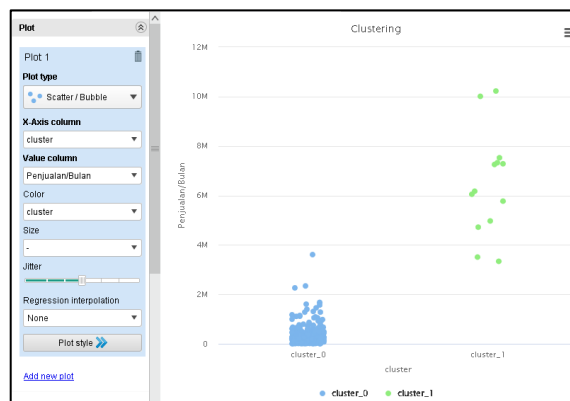 Plot
Plot 1
Plot type
Scatter / Bubble
X-Axis column
cluster
Value column
Penjualan/Bulan
Color
cluster
Size
-
Jitter
Regression interpolation
None
Plot style
Add new plot
Clustering
Penjualan/Bulan
12M
10M
8M
6M
4M
2M
0
cluster_0
cluster_1
cluster
cluster_0
cluster_1